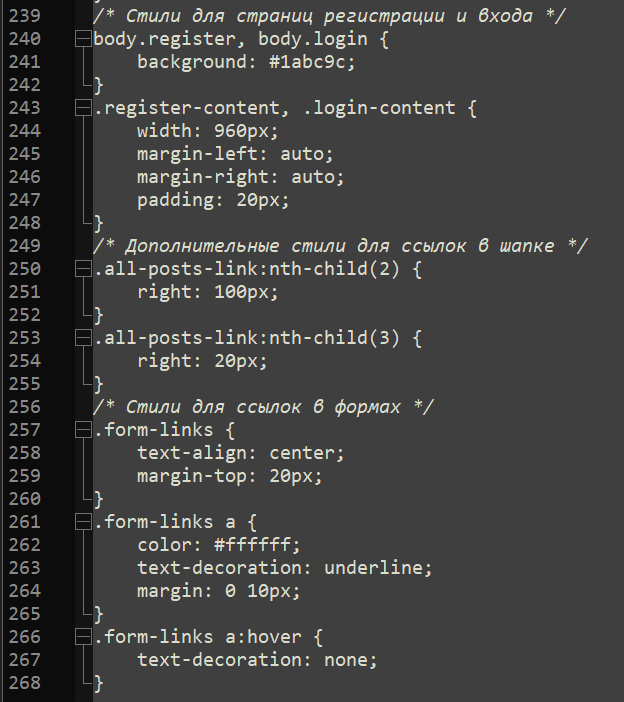 239 /* Стили для страниц регистрации и входа */
240 body.register, body.login {
241     background: #1abc9c;
242 }
243 .register-content, .login-content {
244     width: 960px;
245     margin-left: auto;
246     margin-right: auto;
247     padding: 20px;
248 }
249 /* Дополнительные стили для ссылок в шапке */
250 .all-posts-link:nth-child(2) {
251     right: 100px;
252 }
253 .all-posts-link:nth-child(3) {
254     right: 20px;
255 }
256 /* Стили для ссылок в формах */
257 .form-links {
258     text-align: center;
259     margin-top: 20px;
260 }
261 .form-links a {
262     color: #ffffff;
263     text-decoration: underline;
264     margin: 0 10px;
265 }
266 .form-links a:hover {
267     text-decoration: none;
268 }